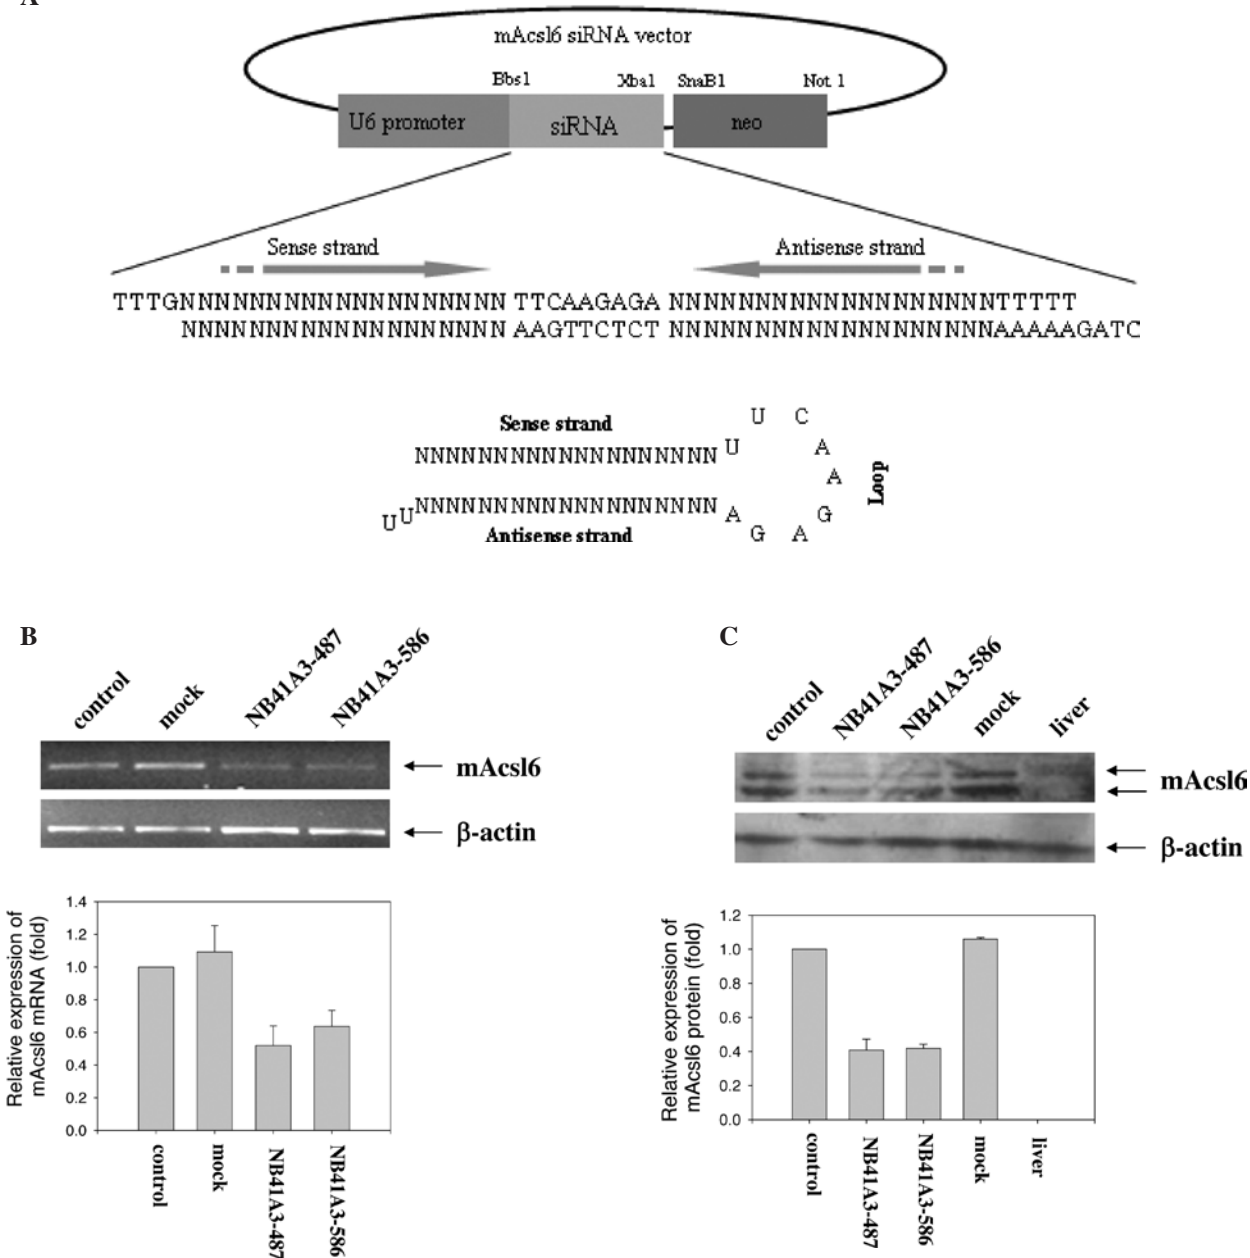 A
mAcsl6 siRNA vector
Bbs1 Xba1 SnaB1 Not 1
U6 promoter siRNA neo
Sense strand Antisense strand
TTTGNNNNNNNNNNNNNNNNNNN TTCAAGAGA NNNNNNNNNNNNNNNNNNNTTTTT
NNNNNNNNNNNNNNNNNNN AAGTTCTCT NNNNNNNNNNNNNNNNNNNAAAAAGATC
Sense strand
NNNNNNNNNNNNNNNNNNN U U C A A G A G A
Loop
UUNNNNNNNNNNNNNNNNNNN
Antisense strand
B
control mock NB41A3-487 NB41A3-586
mAcsl6
β-actin
Relative expression of
mAcsl6 mRNA (fold)
1.4
1.2
1.0
0.8
0.6
0.4
0.2
0.0
control mock NB41A3-487 NB41A3-586
C
control NB41A3-487 NB41A3-586 mock liver
mAcsl6
β-actin
Relative expression of
mAcsl6 protein (fold)
1.2
1.0
0.8
0.6
0.4
0.2
0.0
control NB41A3-487 NB41A3-586 mock liver